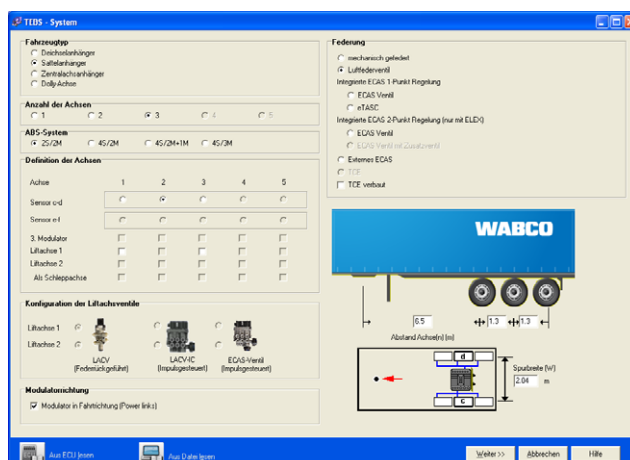 TEDS - System
Fahrzeugtyp
Deichselanhänger
Sattelanhänger
Zentralachsanhänger
Dolly-Achse
Anzahl der Achsen
1 2 3 4 5
ABS-System
2S/2M 4S/2M 4S/2M+1M 4S/3M
Definition der Achsen
Achse 1 2 3 4 5
Sensor c-d
Sensor e-f
3. Modulator
Liftachse 1
Liftachse 2
Als Schleppachse
Konfiguration der Liftachsventile
Liftachse 1
Liftachse 2
LACV
(Federrückgeführt)
LACV-IC
(Impulsgesteuert)
ECAS-Ventil
(Impulsgesteuert)
Modulatorrichtung
Modulator in Fahrtrichtung (Power links)
Federung
mechanisch gefedert
Luftfederventil
Integrierte ECAS 1-Punkt Regelung
ECAS Ventil
eTASC
Integrierte ECAS 2-Punkt Regelung (nur mit ELEX)
ECAS Ventil
ECAS Ventil mit Zusatzventil
Externes ECAS
TCE
TCE verbaut
WABCO
6.5 1.3 1.3
Abstand Achse(n) [m]
d
c
Spurbreite (W)
2.04 m
Aus ECU lesen
Aus Datei lesen
Weiter >> Abbrechen Hilfe